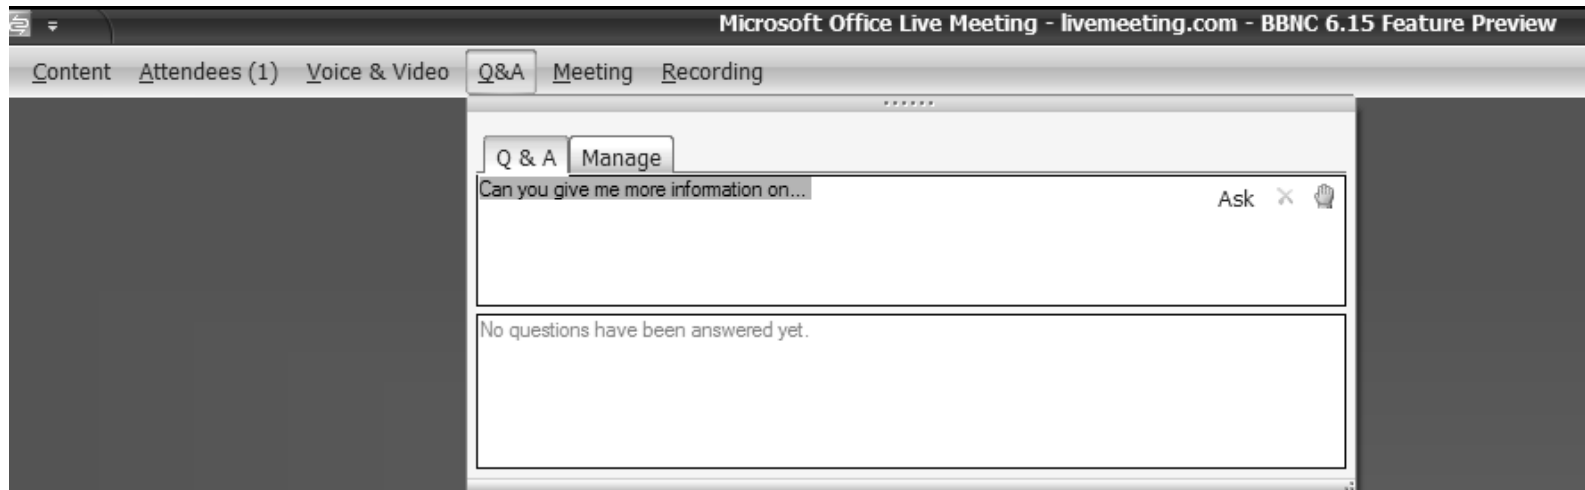 Microsoft Office Live Meeting - livemeeting.com - BBNC 6.15 Feature Preview
Content Attendees (1) Voice & Video Q&A Meeting Recording
Q & A Manage
Can you give me more information on...
Ask
No questions have been answered yet.